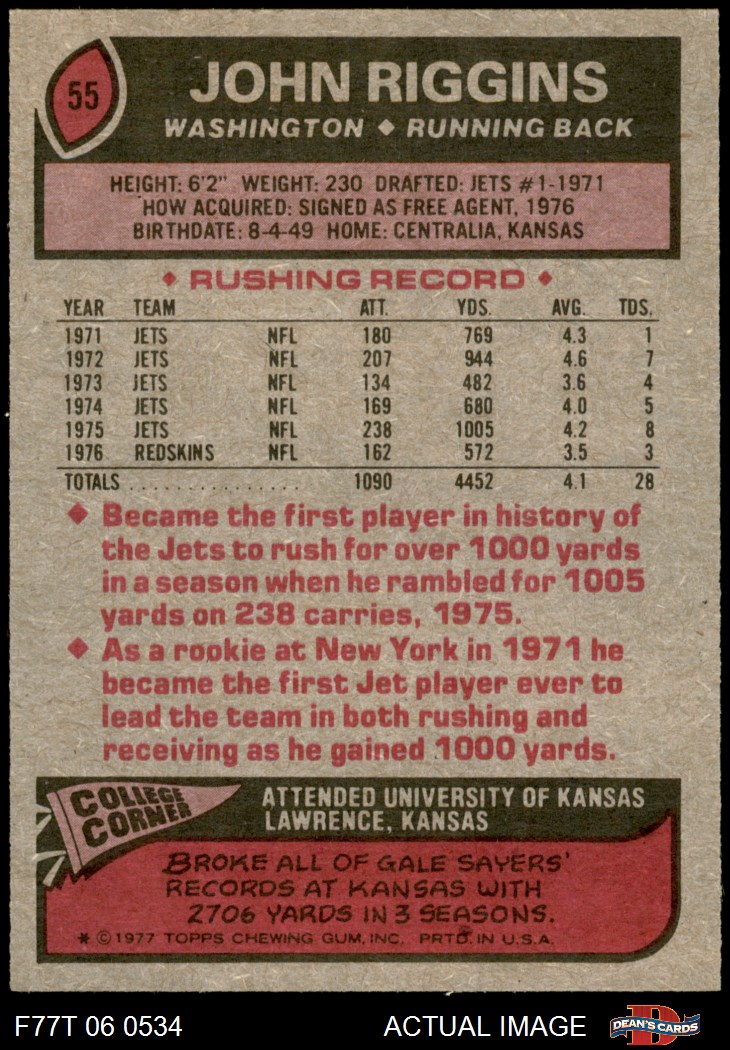 55
JOHN RIGGINS
WASHINGTON ◆ RUNNING BACK
HEIGHT: 6'2" WEIGHT: 230 DRAFTED: JETS #1-1971
HOW ACQUIRED: SIGNED AS FREE AGENT, 1976
BIRTHDATE: 8-4-49 HOME: CENTRALIA, KANSAS
◆ RUSHING RECORD ◆
YEAR TEAM ATT. YDS. AVG. TDS.
1971 JETS NFL 180 769 4.3 1
1972 JETS NFL 207 944 4.6 7
1973 JETS NFL 134 482 3.6 4
1974 JETS NFL 169 680 4.0 5
1975 JETS NFL 238 1005 4.2 8
1976 REDSKINS NFL 162 572 3.5 3
TOTALS ............... 1090 4452 4.1 28
◆ Became the first player in history of
the Jets to rush for over 1000 yards
in a season when he rambled for 1005
yards on 238 carries, 1975.
◆ As a rookie at New York in 1971 he
became the first Jet player ever to
lead the team in both rushing and
receiving as he gained 1000 yards.
COLLEGE
CORNER
ATTENDED UNIVERSITY OF KANSAS
LAWRENCE, KANSAS
BROKE ALL OF GALE SAYERS'
RECORDS AT KANSAS WITH
2706 YARDS IN 3 SEASONS.
* © 1977 TOPPS CHEWING GUM, INC. PRTD. IN U.S.A.
F77T 06 0534 ACTUAL IMAGE DEAN'S CARDS